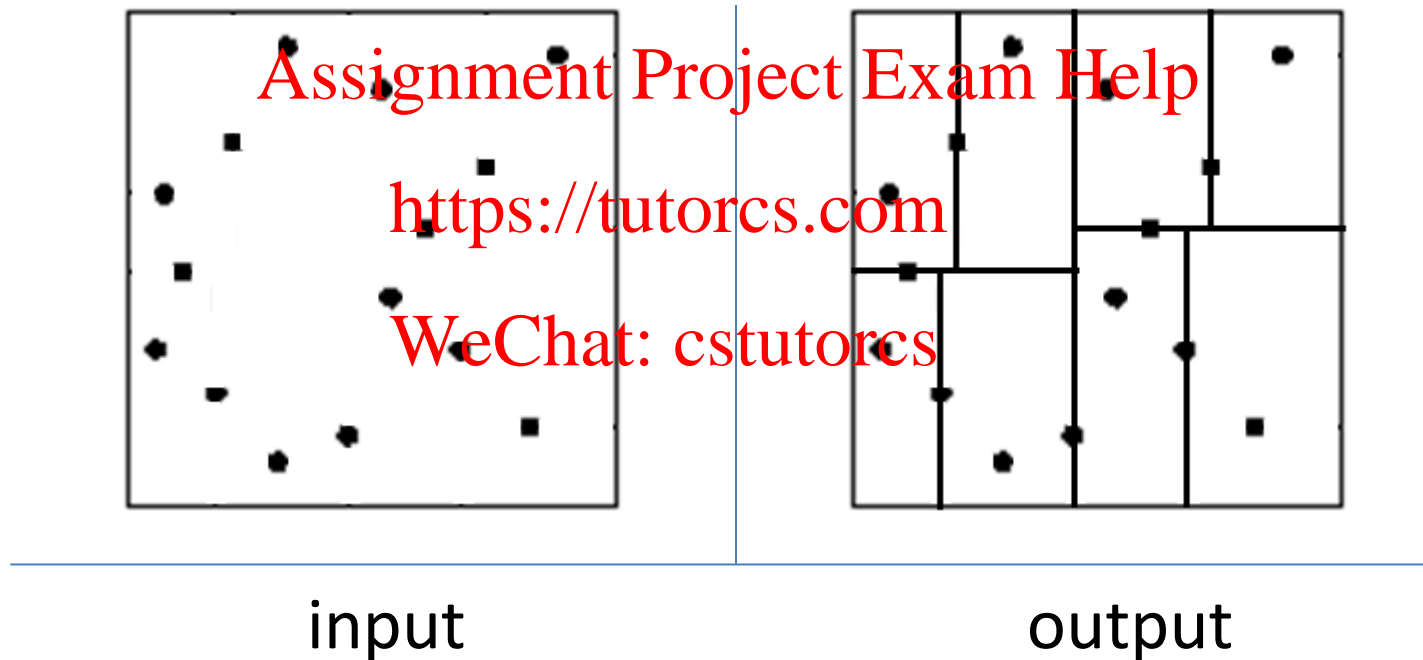 Assignment Project Exam Help
https://tutorcs.com
WeChat: cstutorcs
input
output